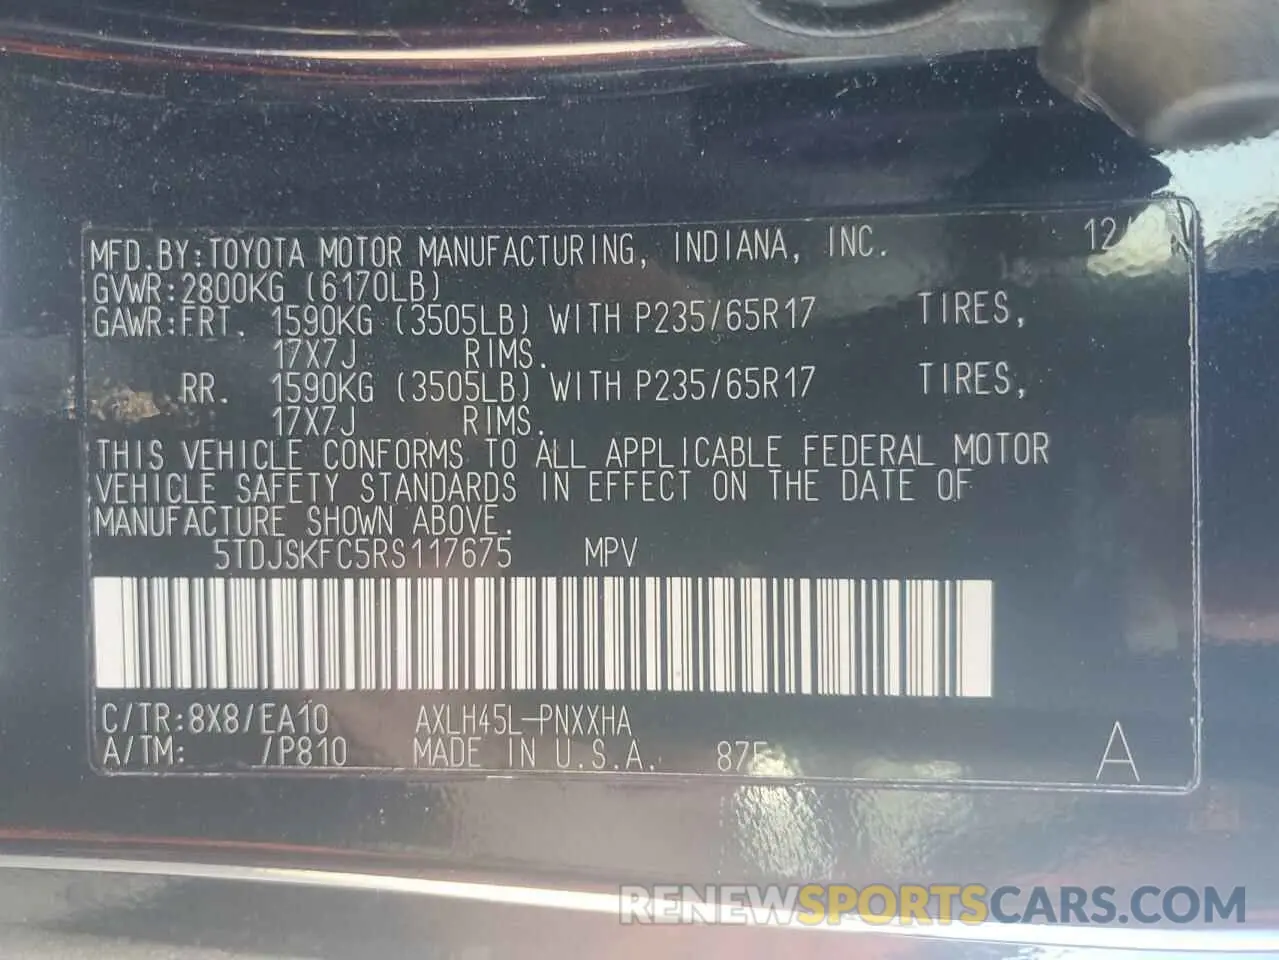 MFD.BY:TOYOTA MOTOR MANUFACTURING, INDIANA, INC. 12/
GVWR:2800KG (6170LB)
GAWR:FRT. 1590KG (3505LB) WITH P235/65R17 TIRES,
17X7J RIMS.
RR. 1590KG (3505LB) WITH P235/65R17 TIRES,
17X7J RIMS.
THIS VEHICLE CONFORMS TO ALL APPLICABLE FEDERAL MOTOR
VEHICLE SAFETY STANDARDS IN EFFECT ON THE DATE OF
MANUFACTURE SHOWN ABOVE.
5TDJSKFC5RS117675 MPV
C/TR:8X8/EA10 AXLH45L-PNXXHA
A/TM: /P810 MADE IN U.S.A. A
RENEWSPORTSCARS.COM